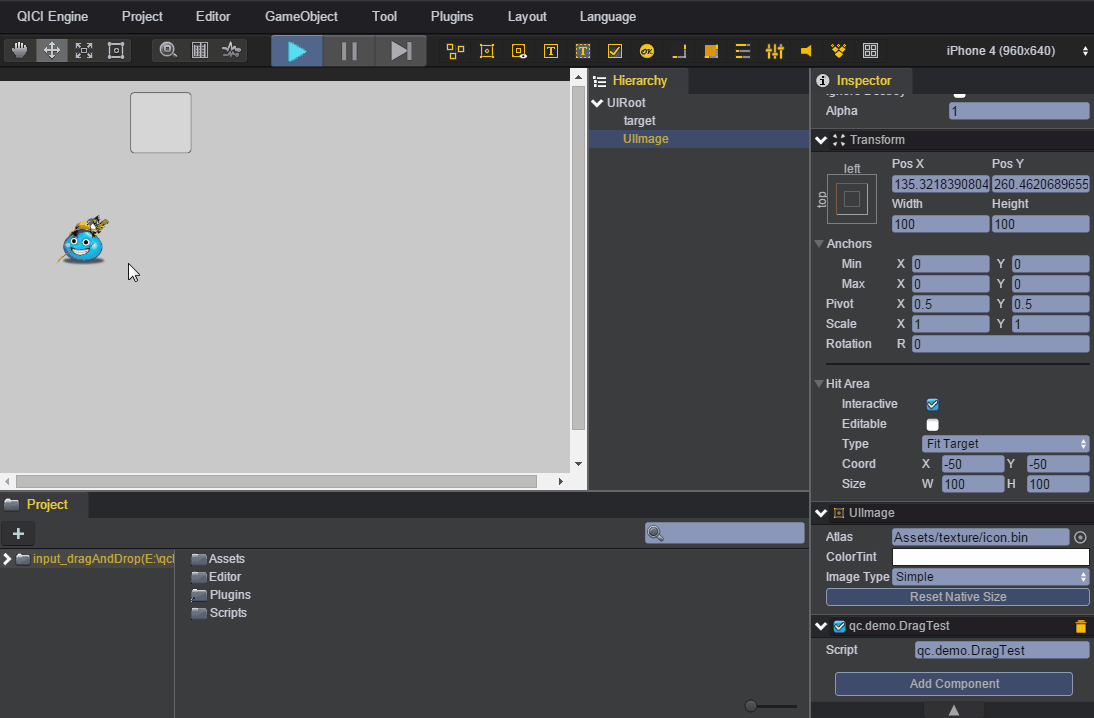 QICI Engine Project Editor GameObject Tool Plugins Layout Language
iPhone 4 (960x640)
Hierarchy
UIRoot
target
UIImage
Inspector
Alpha 1
Transform
left
top
Pos X Pos Y
135.3218390804 260.4620689655
Width Height
100 100
Anchors
Min X 0 Y 0
Max X 0 Y 0
Pivot X 0.5 Y 0.5
Scale X 1 Y 1
Rotation R 0
Hit Area
Interactive
Editable
Type Fit Target
Coord X -50 Y -50
Size W 100 H 100
UIImage
Atlas Assets/texture/icon.bin
ColorTint
Image Type Simple
Reset Native Size
qc.demo.DragTest
Script qc.demo.DragTest
Add Component
Project
+
input_dragAndDrop(E:\qcl
Assets
Editor
Plugins
Scripts